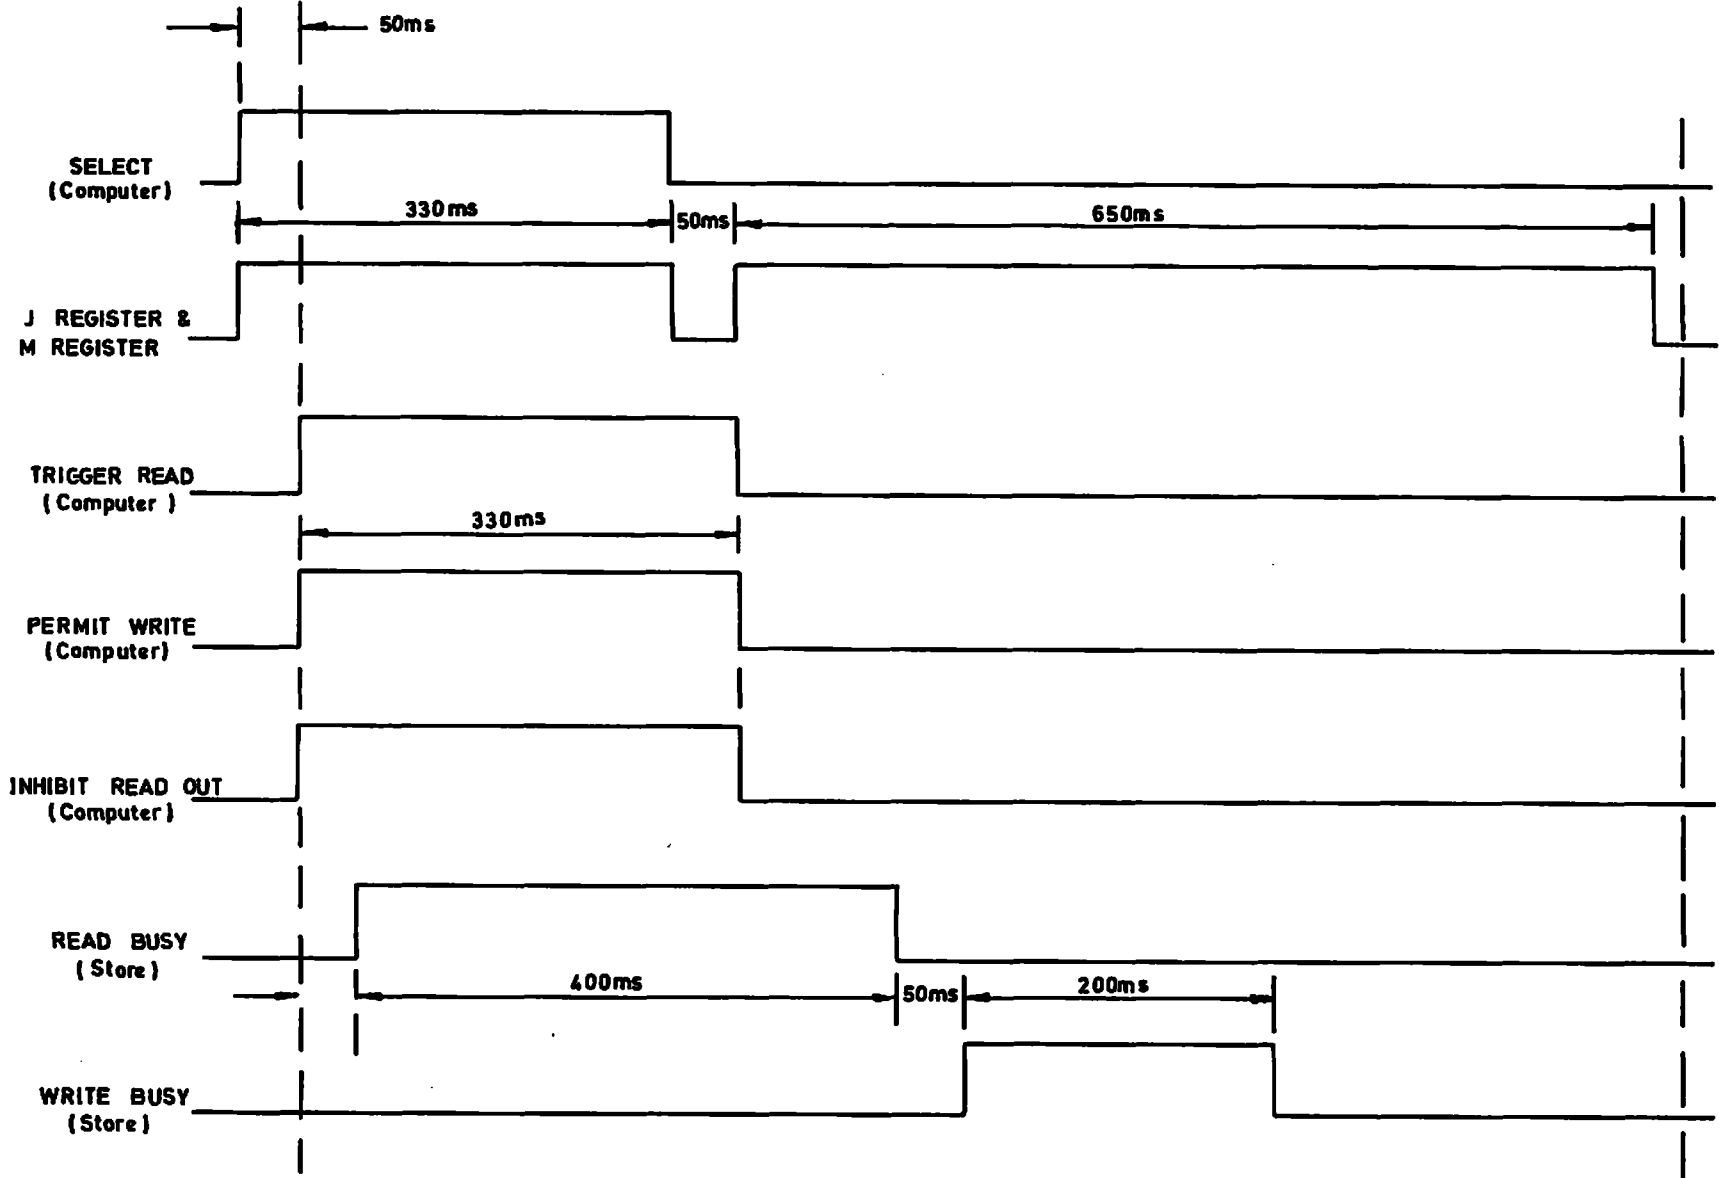 50ms
SELECT
(Computer)
330ms
50ms
650ms
J REGISTER &
M REGISTER
TRIGGER READ
(Computer)
330ms
PERMIT WRITE
(Computer)
INHIBIT READ OUT
(Computer)
READ BUSY
(Store)
400ms
50ms
200ms
WRITE BUSY
(Store)